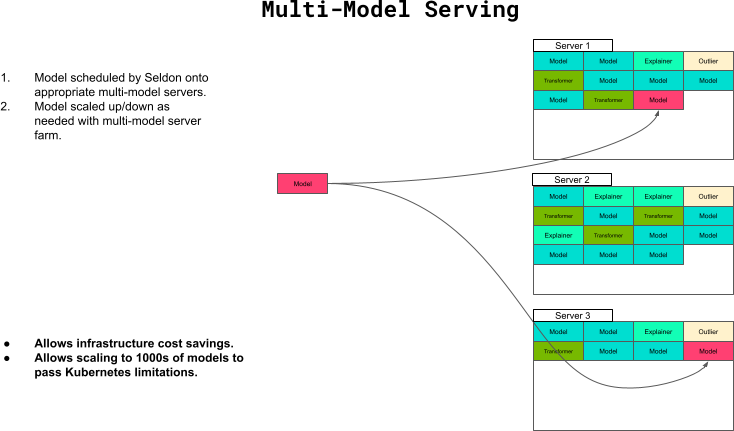 Multi-Model Serving
1. Model scheduled by Seldon onto
appropriate multi-model servers.
2. Model scaled up/down as
needed with multi-model server
farm.
● Allows infrastructure cost savings.
● Allows scaling to 1000s of models to
pass Kubernetes limitations.
Model
Server 1
Model Model Explainer Outlier
Transformer Model Model Model
Model Transformer Model
Server 2
Model Explainer Explainer Outlier
Transformer Model Transformer Model
Explainer Transformer Model Model
Model Model Model
Server 3
Model Model Explainer Outlier
Transformer Model Model Model